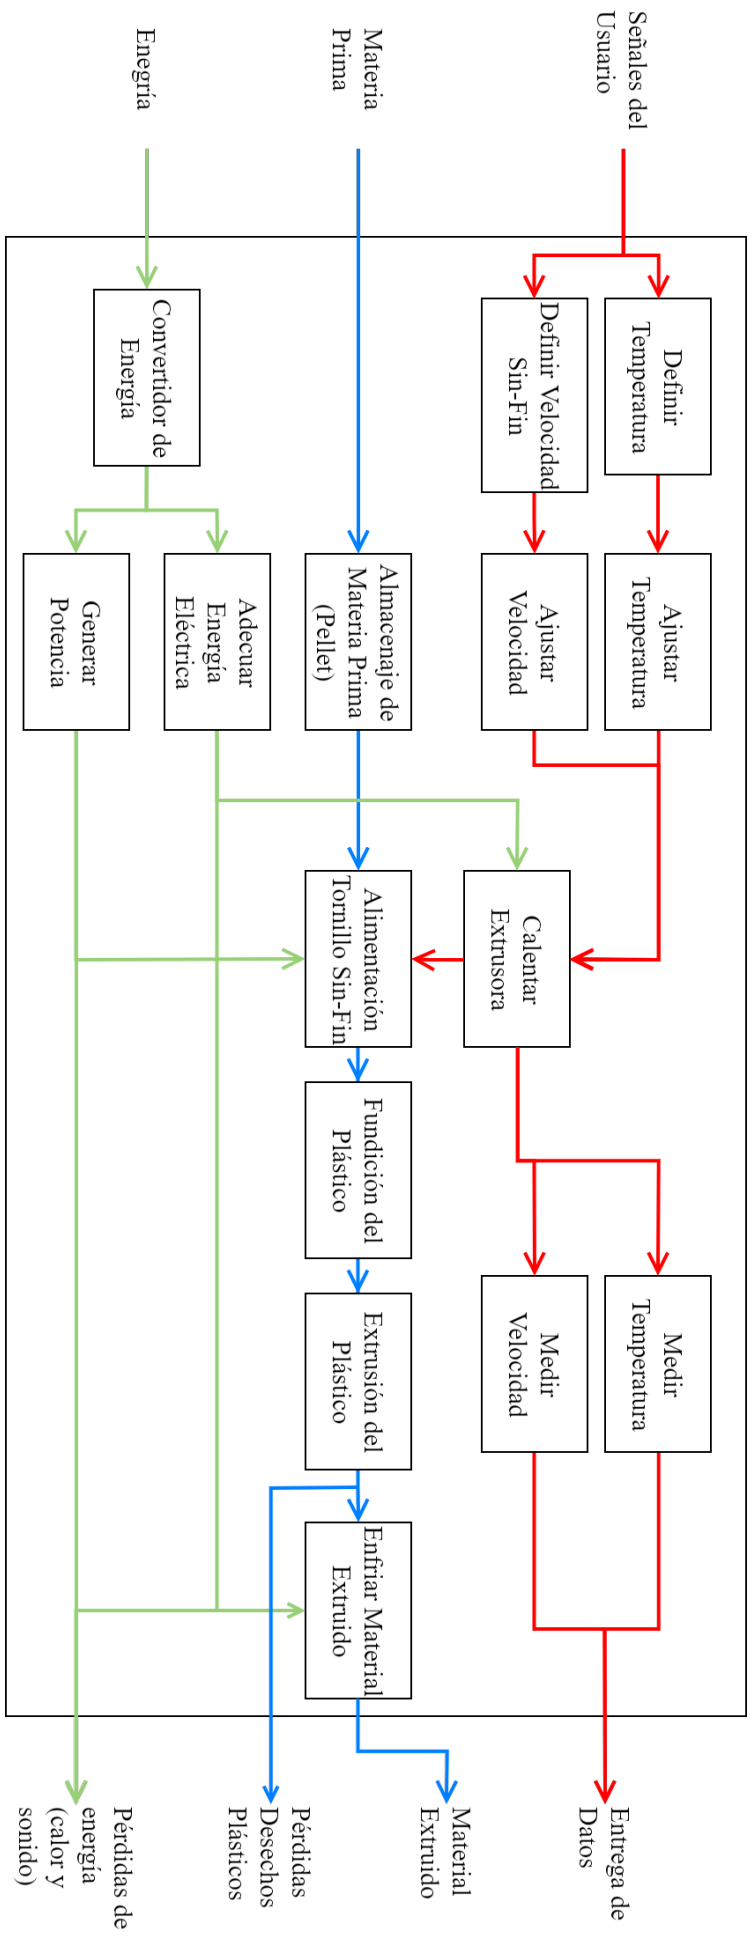 Señales del
Usuario
Materia
Prima
Enegría
Definir
Temperatura
Definir Velocidad
Sin-Fin
Convertidor de
Energía
Ajustar
Temperatura
Ajustar
Velocidad
Almacenaje de
Materia Prima
(Pellet)
Adecuar
Energía
Eléctrica
Generar
Potencia
Calentar
Extrusora
Alimentación
Tornillo Sin-Fin
Fundición del
Plástico
Medir
Temperatura
Medir
Velocidad
Extrusión del
Plástico
Enfriar Material
Extruido
Entrega de
Datos
Material
Extruido
Pérdidas
Desechos
Plásticos
Pérdidas de
energía
(calor y
sonido)